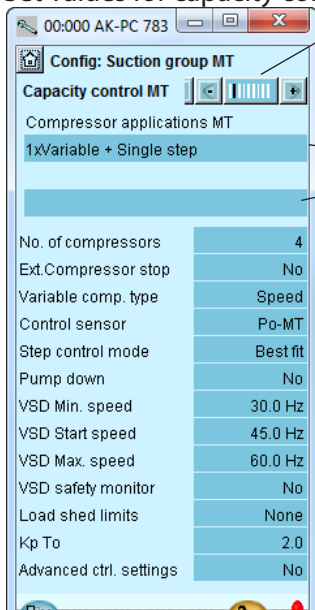 00:000 AK-PC 783
Config: Suction group MT
Capacity control MT
Compressor applications MT
1xVariable + Single step
No. of compressors 4
Ext.Compressor stop No
Variable comp. type Speed
Control sensor Po-MT
Step control mode Best fit
Pump down No
VSD Min. speed 30.0 Hz
VSD Start speed 45.0 Hz
VSD Max. speed 60.0 Hz
VSD safety monitor No
Load shed limits None
Kp To 2.0
Advanced ctrl. settings No